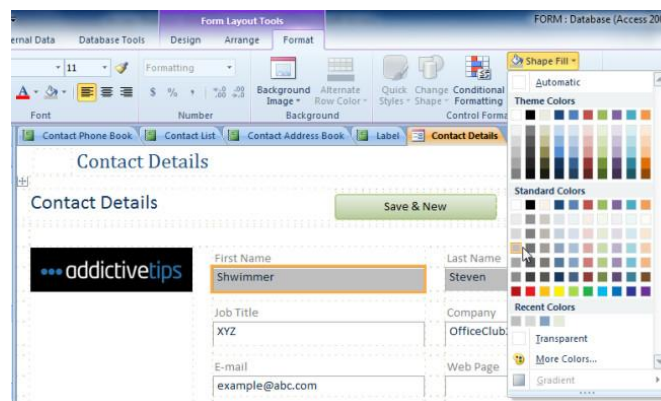 Form Layout Tools
FORM : Database (Access 200
ernal Data Database Tools Design Arrange Format
11
Formatting
Shape Fill
A
$ % ,
Background Image
Alternate Row Color
Quick Styles
Change Shape
Conditional Formatting
Font Number Background Control Forma
Automatic
Theme Colors
Contact Phone Book Contact List Contact Address Book Label Contact Details
Contact Details
Contact Details
Save & New
Standard Colors
addictivetips
First Name Last Name
Shwimmer Steven
Job Title Company
XYZ OfficeClub
E-mail Web Page
example@abc.com
Recent Colors
Transparent
More Colors...
Gradient